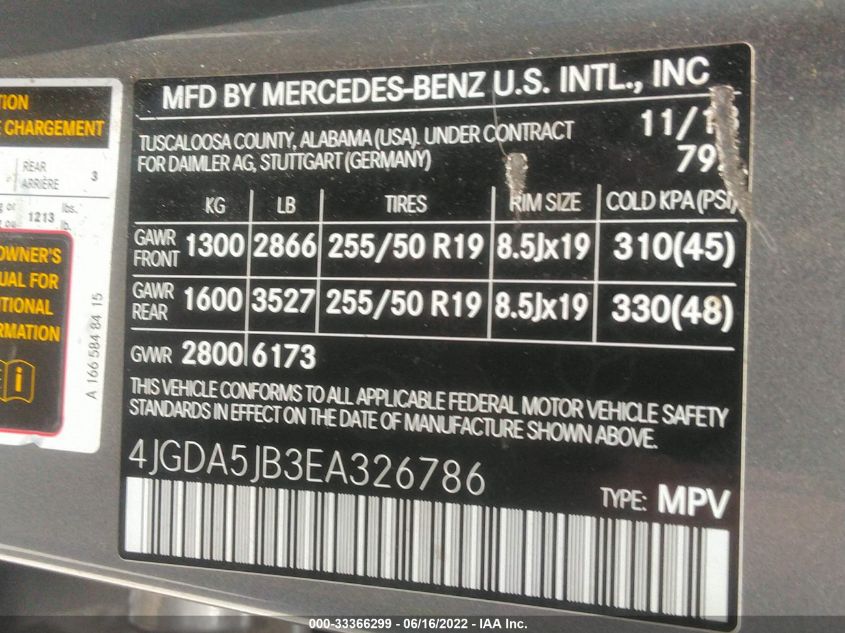 MFD BY MERCEDES-BENZ U.S. INTL., INC
TUSCALOOSA COUNTY, ALABAMA (USA). UNDER CONTRACT
FOR DAIMLER AG, STUTTGART (GERMANY)
11/1
79
KG LB TIRES RIM SIZE COLD KPA(PSI)
GAWR FRONT 1300 2866 255/50 R19 8.5Jx19 310(45)
GAWR REAR 1600 3527 255/50 R19 8.5Jx19 330(48)
GVWR 2800 6173
THIS VEHICLE CONFORMS TO ALL APPLICABLE FEDERAL MOTOR VEHICLE SAFETY
STANDARDS IN EFFECT ON THE DATE OF MANUFACTURE SHOWN ABOVE.
4JGDA5JB3EA326786
TYPE: MPV
CHARGEMENT
REAR
ARRIÈRE
3
1213 lbs.
lb.
OWNER'S
FOR
A 166 584 84 15
000-33366299 - 06/16/2022 - IAA Inc.